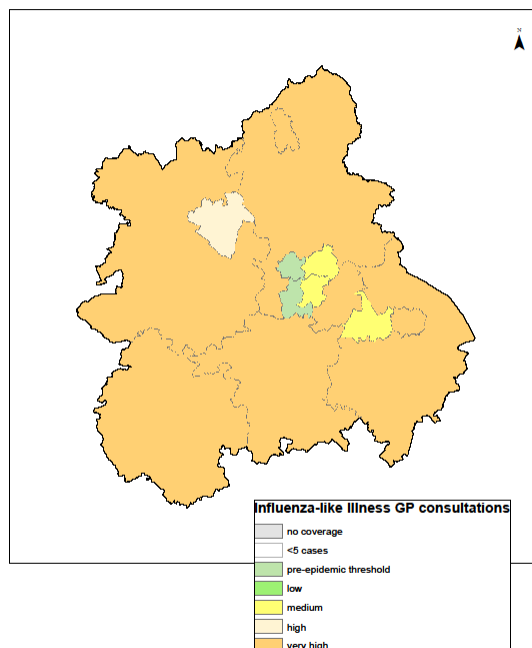 N
Influenza-like Illness GP consultations
no coverage
<5 cases
pre-epidemic threshold
low
medium
high
very high